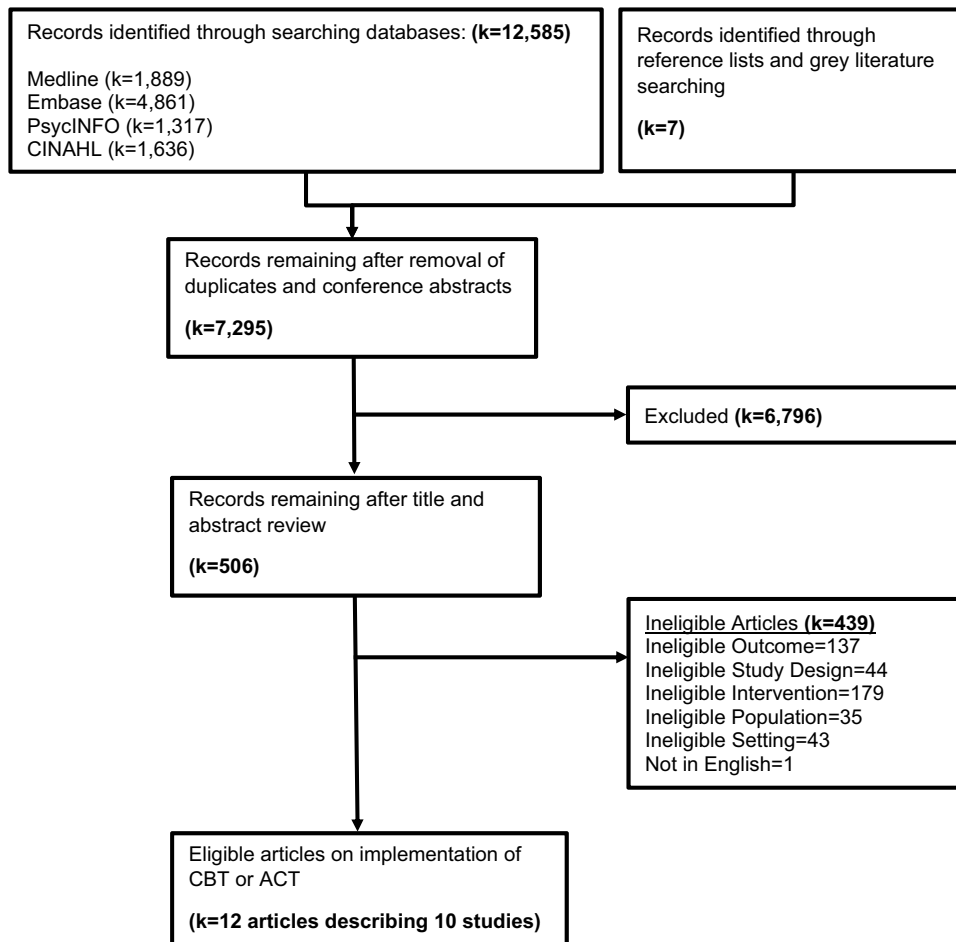 Records identified through searching databases: (k=12,585)
Medline (k=1,889)
Embase (k=4,861)
PsycINFO (k=1,317)
CINAHL (k=1,636)
Records identified through
reference lists and grey literature
searching
(k=7)
Records remaining after removal of
duplicates and conference abstracts
(k=7,295)
Excluded (k=6,796)
Records remaining after title and
abstract review
(k=506)
Ineligible Articles (k=439)
Ineligible Outcome=137
Ineligible Study Design=44
Ineligible Intervention=179
Ineligible Population=35
Ineligible Setting=43
Not in English=1
Eligible articles on implementation of
CBT or ACT
(k=12 articles describing 10 studies)